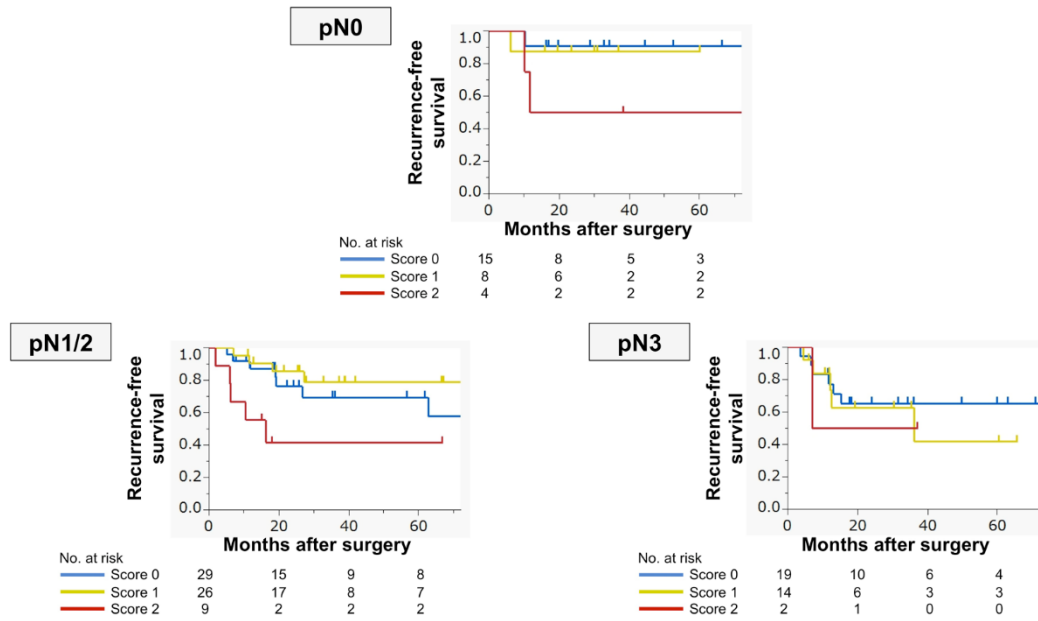 pN0
Recurrence-free
survival
1.0
0.8
0.6
0.4
0.2
0.0
0 20 40 60
Months after surgery
No. at risk
Score 0 15 8 5 3
Score 1 8 6 2 2
Score 2 4 2 2 2
pN1/2
Recurrence-free
survival
1.0
0.8
0.6
0.4
0.2
0.0
0 20 40 60
Months after surgery
No. at risk
Score 0 29 15 9 8
Score 1 26 17 8 7
Score 2 9 2 2 2
pN3
Recurrence-free
survival
1.0
0.8
0.6
0.4
0.2
0.0
0 20 40 60
Months after surgery
No. at risk
Score 0 19 10 6 4
Score 1 14 6 3 3
Score 2 2 1 0 0